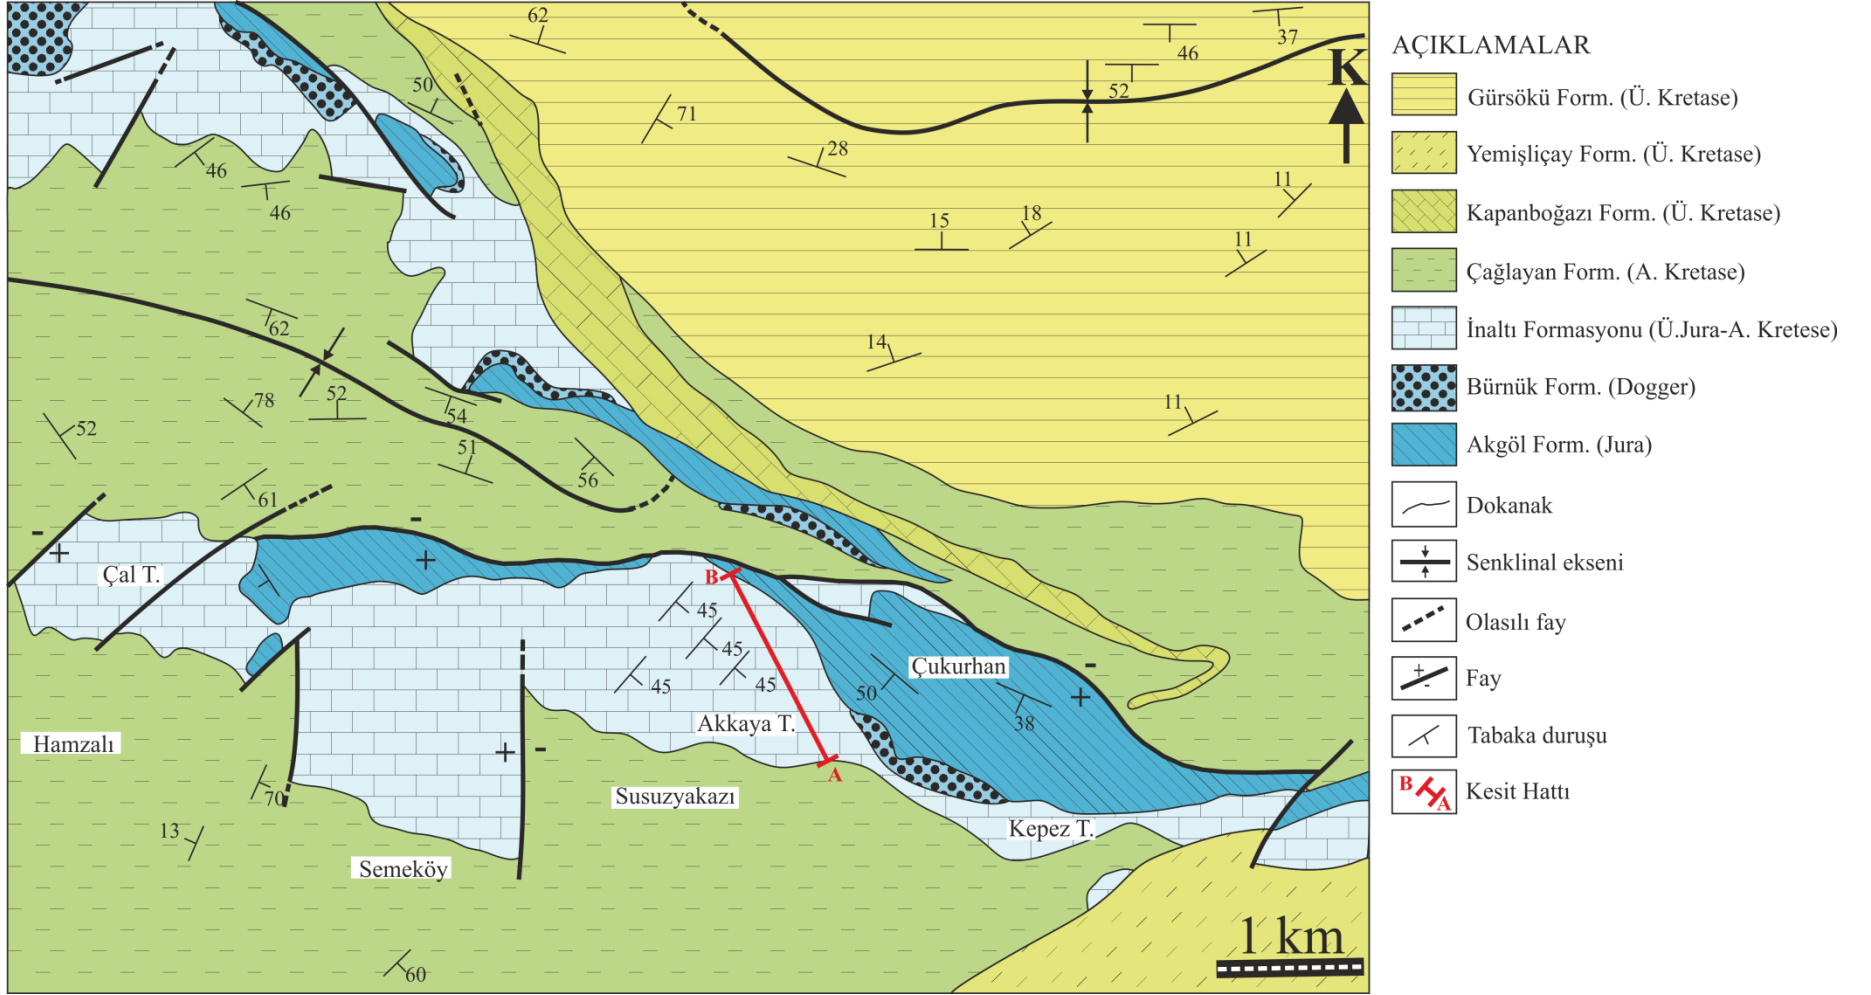 62
37
46
52
K
50
71
28
46
46
11
15
18
11
62
14
52
78
54
11
52
51
56
61
-
-
+
+
Çal T.
B
45
45
45
45
Çukurhan
-
+
50
38
Akkaya T.
Hamzalı
+
-
A
70
Susuzyakazı
13
Kepez T.
Semeköy
60
1 km
AÇIKLAMALAR
Gürsökü Form. (Ü. Kretase)
Yemişliçay Form. (Ü. Kretase)
Kapanboğazı Form. (Ü. Kretase)
Çağlayan Form. (A. Kretase)
İnaltı Formasyonu (Ü.Jura-A. Kretese)
Bürnük Form. (Dogger)
Akgöl Form. (Jura)
Dokanak
Senklinal ekseni
Olasılı fay
+
-
Fay
Tabaka duruşu
B
A
Kesit Hattı